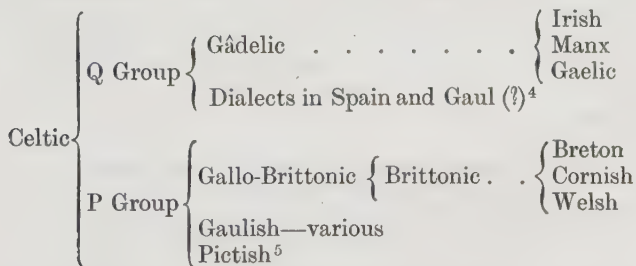 Irish
Gâdelic . . . . . . . Manx
Q Group Gaelic
Dialects in Spain and Gaul (?)⁴
Celtic
Breton
Gallo-Brittonic { Brittonic . . Cornish
P Group Welsh
Gaulish—various
Pictish⁵